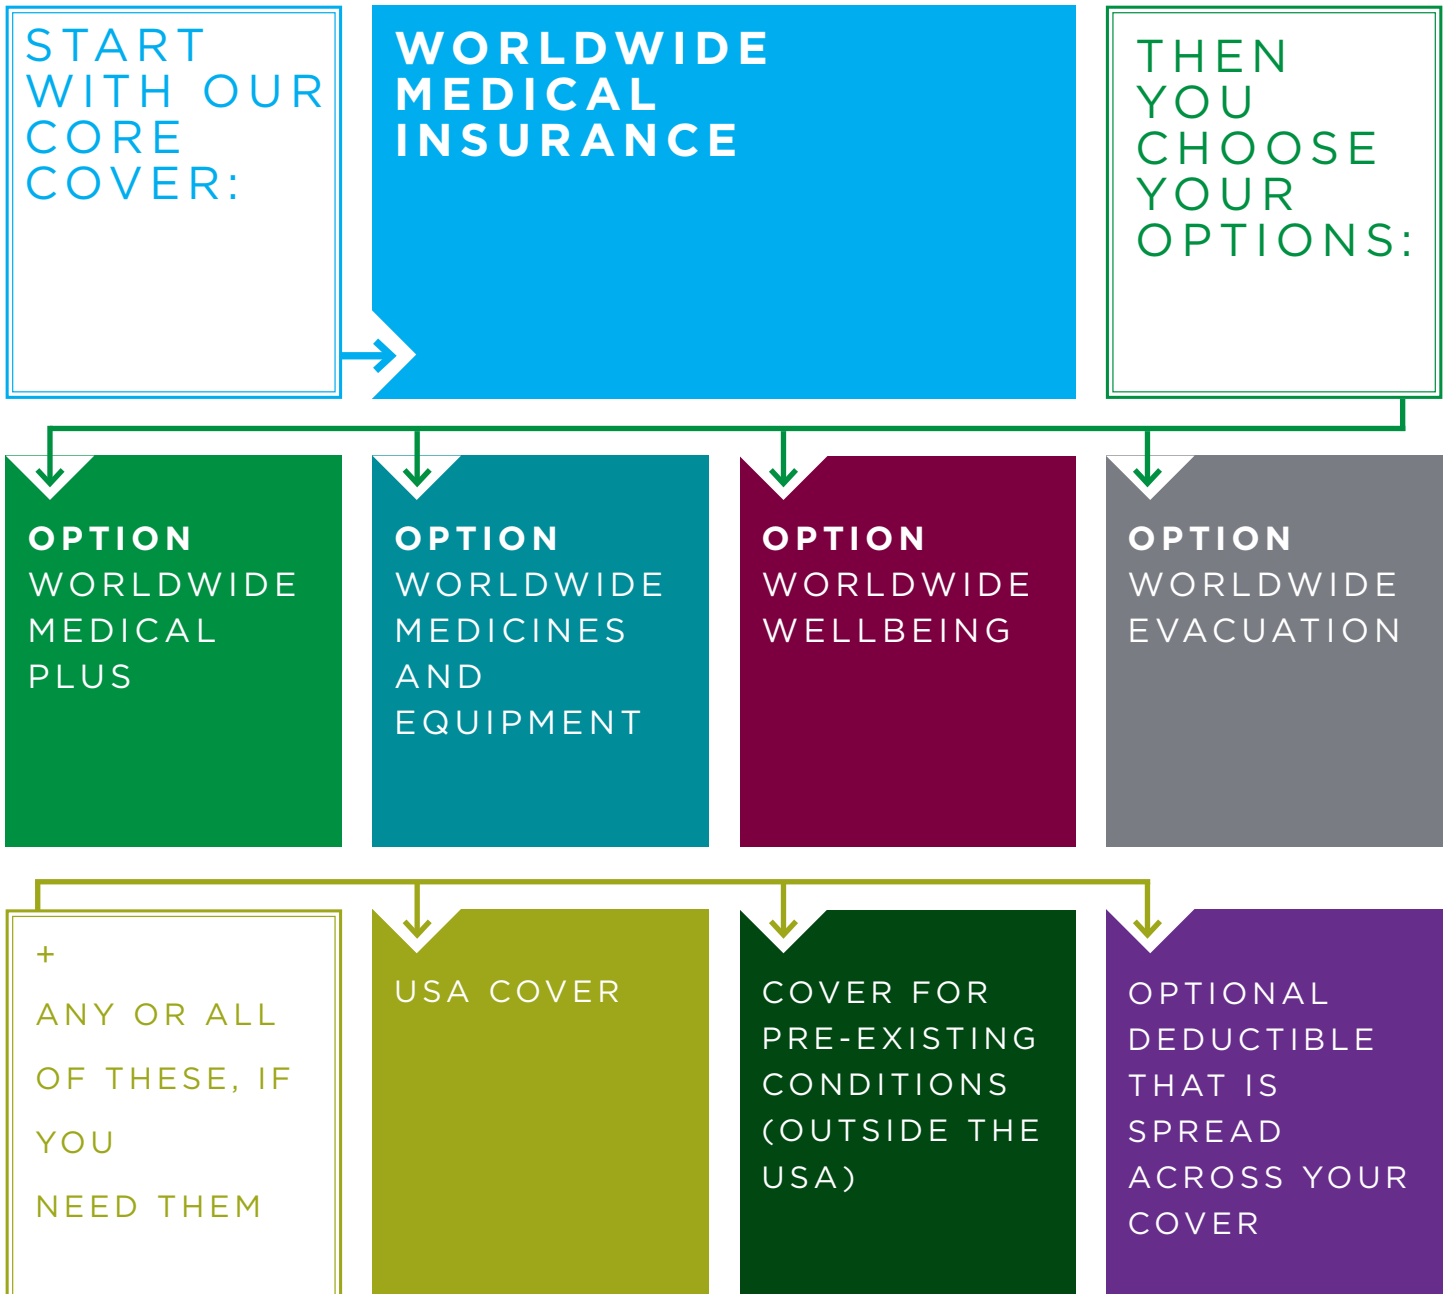 START
WITH OUR
CORE
COVER:
WORLDWIDE
MEDICAL
INSURANCE
THEN
YOU
CHOOSE
YOUR
OPTIONS:
OPTION
WORLDWIDE
MEDICAL
PLUS
OPTION
WORLDWIDE
MEDICINES
AND
EQUIPMENT
OPTION
WORLDWIDE
WELLBEING
OPTION
WORLDWIDE
EVACUATION
+
ANY OR ALL
OF THESE, IF
YOU
NEED THEM
USA COVER
COVER FOR
PRE-EXISTING
CONDITIONS
(OUTSIDE THE
USA)
OPTIONAL
DEDUCTIBLE
THAT IS
SPREAD
ACROSS YOUR
COVER